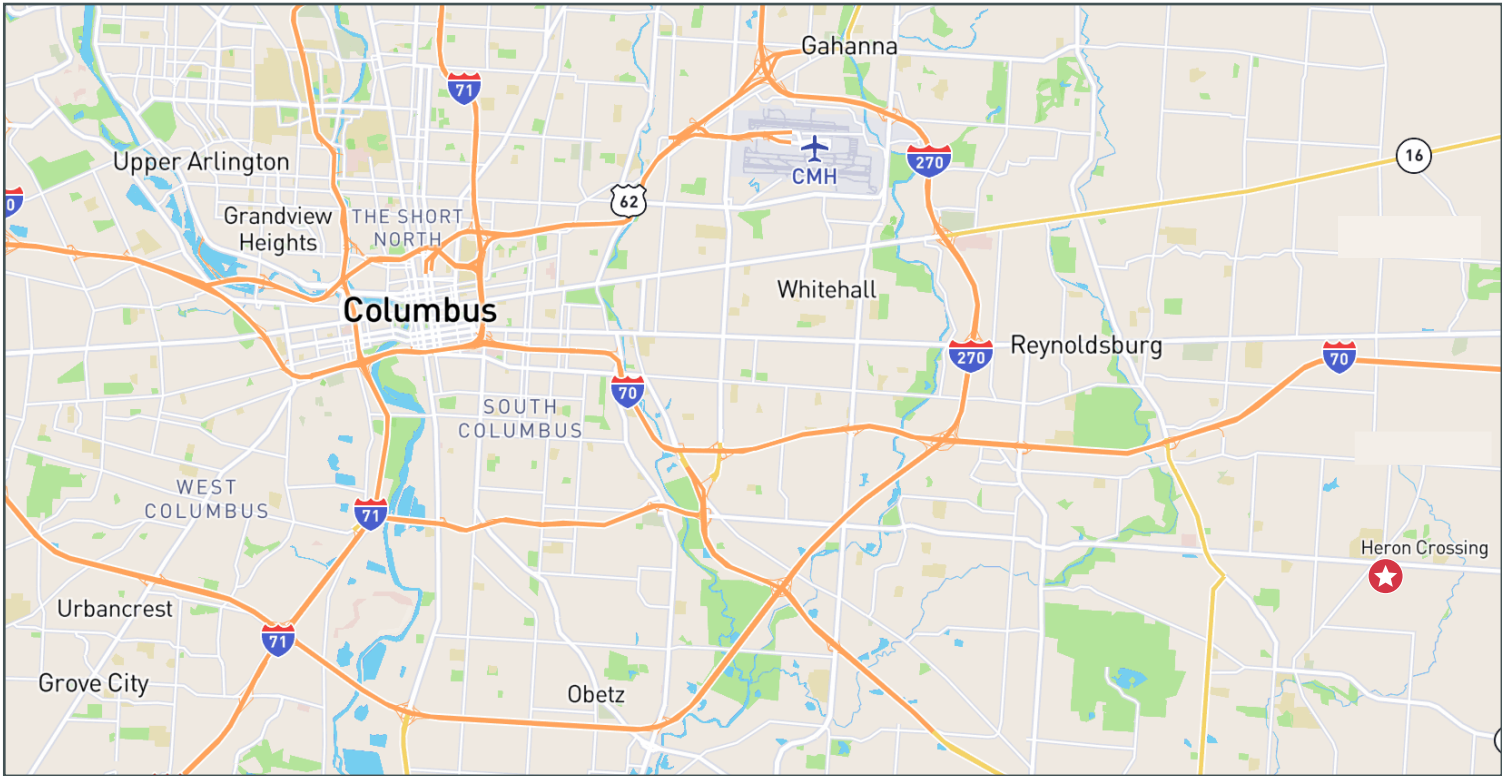 Gahanna
71
16
Upper Arlington
270
CMH
0
62
Grandview
Heights
THE SHORT
NORTH
Whitehall
Columbus
Reynoldsburg
270
70
70
SOUTH
COLUMBUS
WEST
COLUMBUS
71
Heron Crossing
Urbancrest
71
Grove City
Obetz